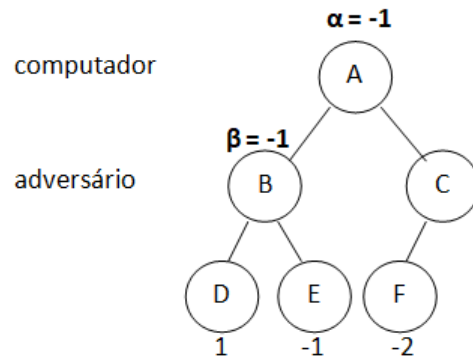 α = -1
computador
A
β = -1
adversário
B
C
D
E
F
1
-1
-2